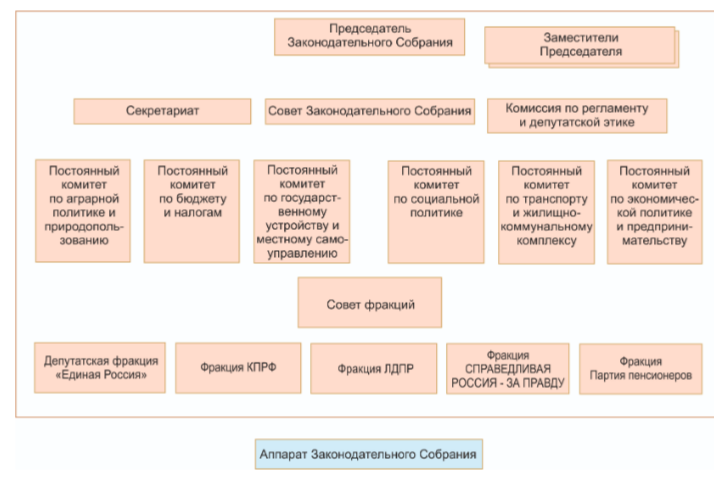 Председатель
Законодательного Собрания
Заместители
Председателя
Секретариат
Совет Законодательного Собрания
Комиссия по регламенту
и депутатской этике
Постоянный
комитет
по аграрной
политике и
природополь-
зованию
Постоянный
комитет
по бюджету
и налогам
Постоянный
комитет
по государст-
венному
устройству и
местному само-
управлению
Постоянный
комитет
по социальной
политике
Постоянный
комитет
по транспорту
и жилищно-
коммунальному
комплексу
Постоянный
комитет
по экономичес-
кой политике
и предприни-
мательству
Совет фракций
Депутатская фракция
«Единая Россия»
Фракция КПРФ
Фракция ЛДПР
Фракция
СПРАВЕДЛИВАЯ
РОССИЯ - ЗА ПРАВДУ
Фракция
Партия пенсионеров
Аппарат Законодательного Собрания